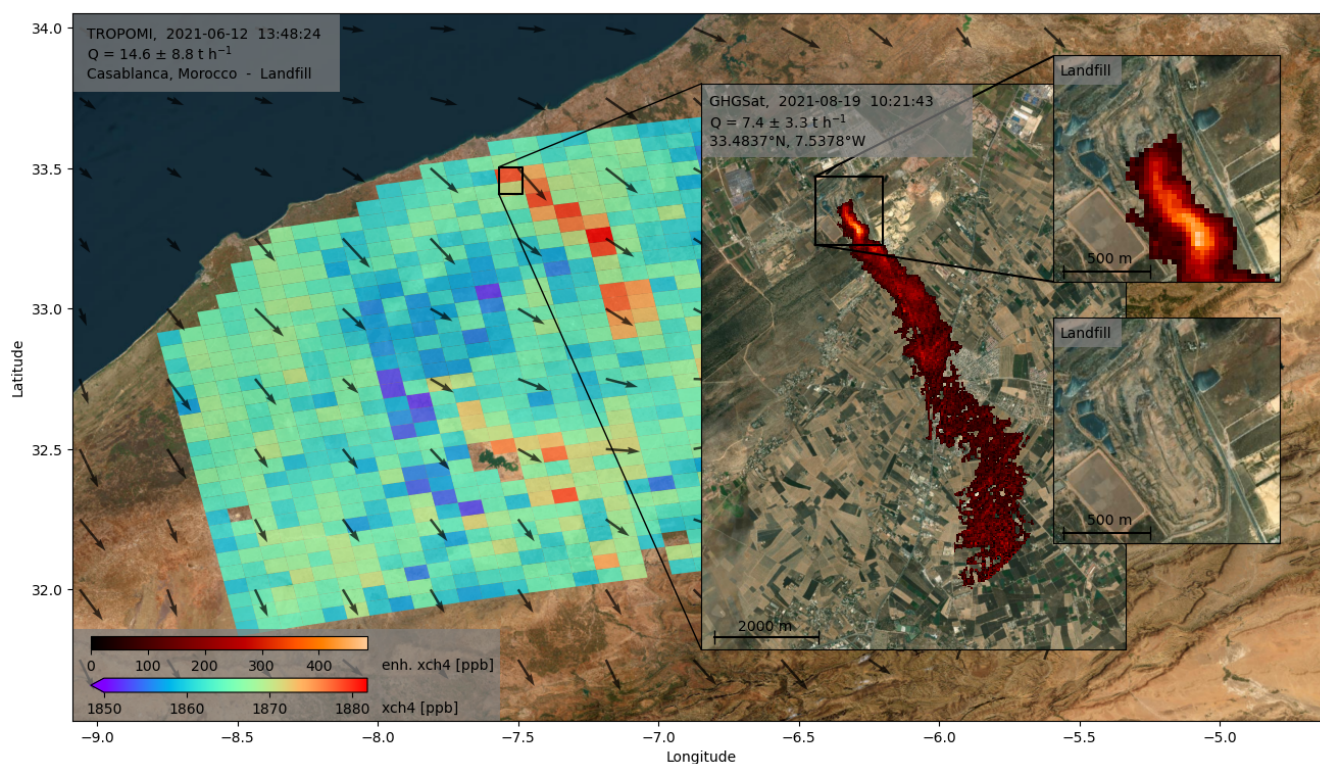 34.0
33.5
33.0
32.5
32.0
Latitude
TROPOMI, 2021-06-12 13:48:24
Q = 14.6 ± 8.8 t h⁻¹
Casablanca, Morocco - Landfill
GHGSat, 2021-08-19 10:21:43
Q = 7.4 ± 3.3 t h⁻¹
33.4837°N, 7.5378°W
Landfill
500 m
Landfill
500 m
2000 m
0 100 200 300 400 enh. xch4 [ppb]
1850 1860 1870 1880 xch4 [ppb]
−9.0 −8.5 −8.0 −7.5 −7.0 −6.5 −6.0 −5.5 −5.0
Longitude